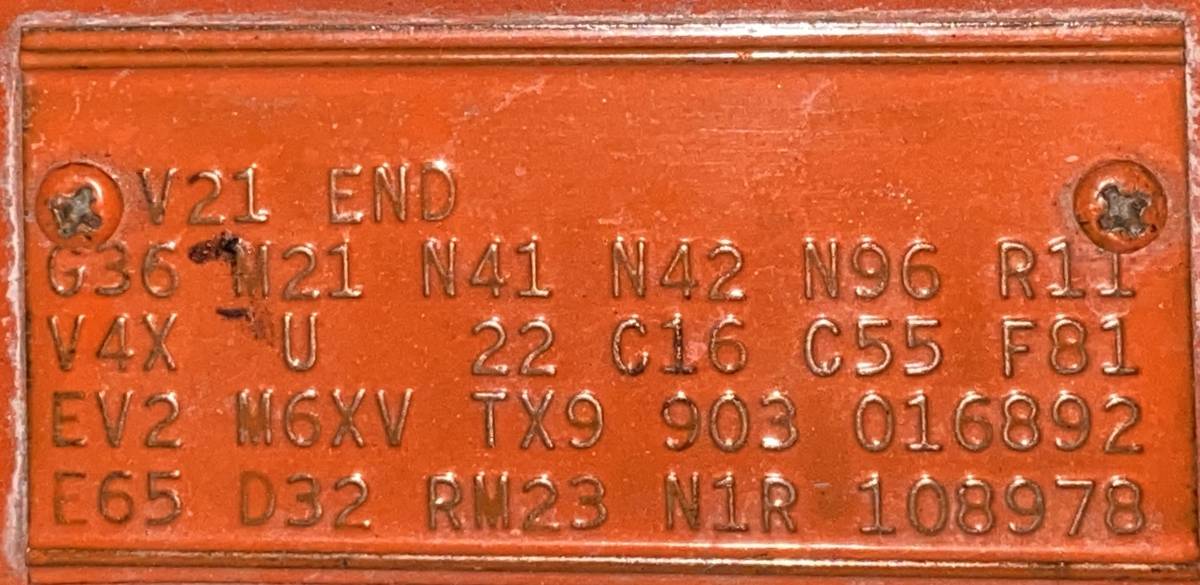 V21 END
G36 M21 N41 N42 N96 R11
V4X U 22 C16 C55 F81
EV2 M6XV TX9 903 016892
E65 D32 RM23 N1R 108978